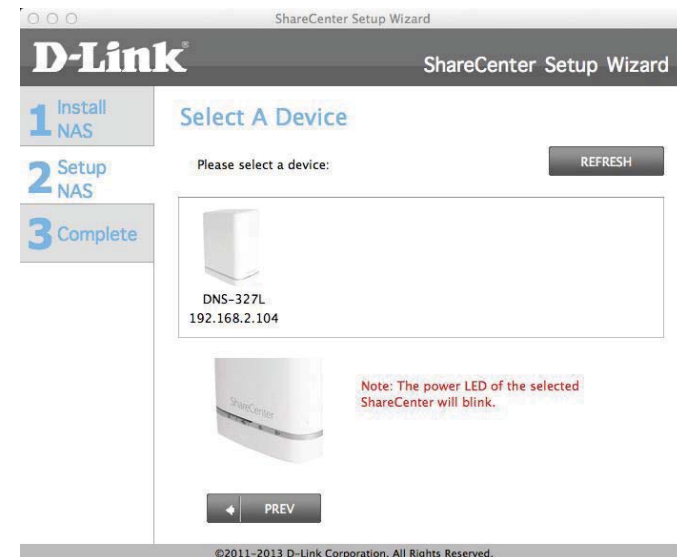 ShareCenter Setup Wizard
D-Link®
ShareCenter Setup Wizard
1 Install
NAS
2 Setup
NAS
3 Complete
Select A Device
Please select a device:
REFRESH
DNS-327L
192.168.2.104
ShareCenter
Note: The power LED of the selected
ShareCenter will blink.
PREV
©2011-2013 D-Link Corporation. All Rights Reserved.